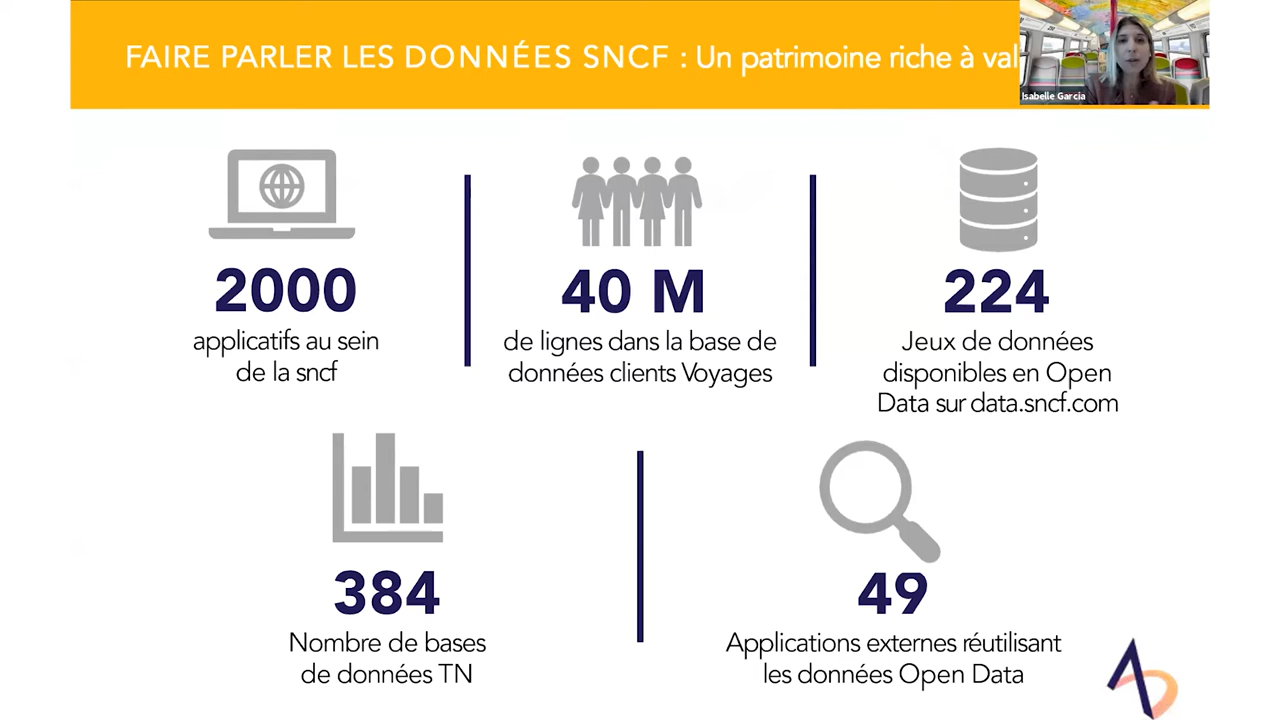 FAIRE PARLER LES DONNÉES SNCF : Un patrimoine riche à
Isabelle Garcia
2000
applicatifs au sein
de la sncf
40 M
de lignes dans la base de
données clients Voyages
224
Jeux de données
disponibles en Open
Data sur data.sncf.com
384
Nombre de bases
de données TN
49
Applications externes réutilisant
les données Open Data